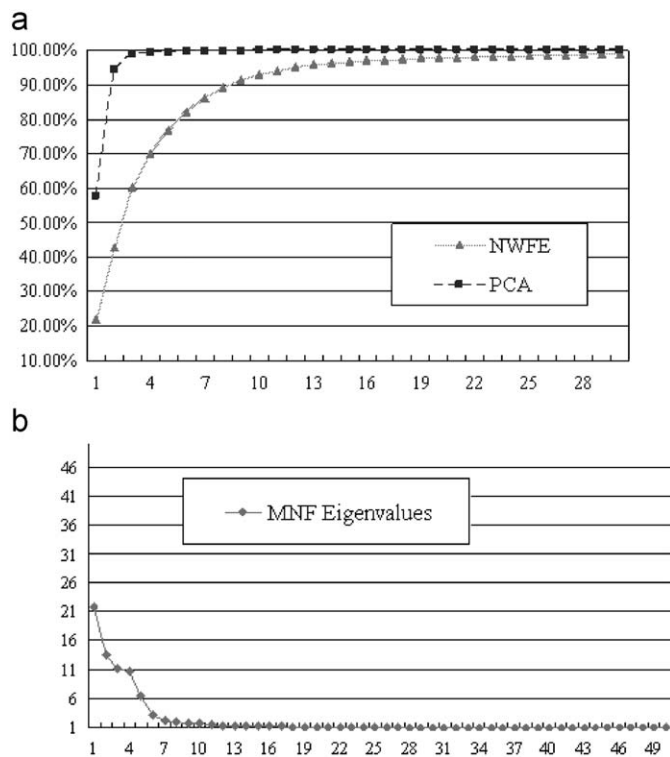 a
100.00%
90.00%
80.00%
70.00%
60.00%
50.00%
40.00%
30.00%
20.00%
10.00%
NWFE
PCA
1 4 7 10 13 16 19 22 25 28
b
46
41
36
31
26
21
16
11
6
1
MNF Eigenvalues
1 4 7 10 13 16 19 22 25 28 31 34 37 40 43 46 49